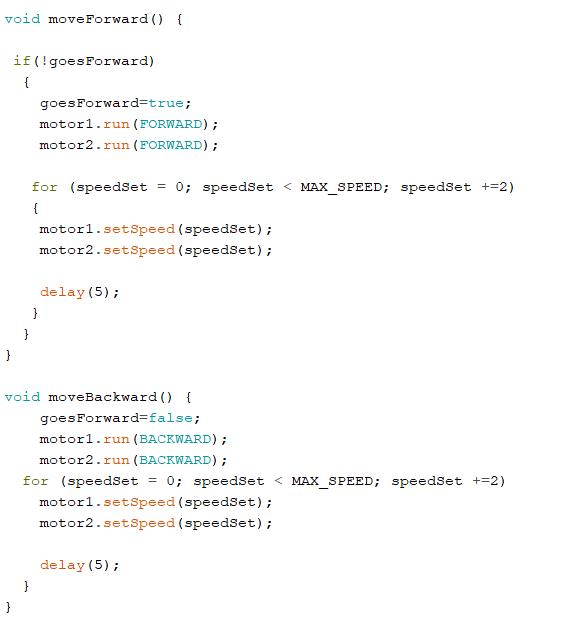 void moveForward() {
if(!goesForward)
{
goesForward=true;
motor1.run(FORWARD);
motor2.run(FORWARD);
for (speedSet = 0; speedSet < MAX_SPEED; speedSet +=2)
{
motor1.setSpeed(speedSet);
motor2.setSpeed(speedSet);
delay(5);
}
}
}
void moveBackward() {
goesForward=false;
motor1.run(BACKWARD);
motor2.run(BACKWARD);
for (speedSet = 0; speedSet < MAX_SPEED; speedSet +=2)
motor1.setSpeed(speedSet);
motor2.setSpeed(speedSet);
delay(5);
}
}